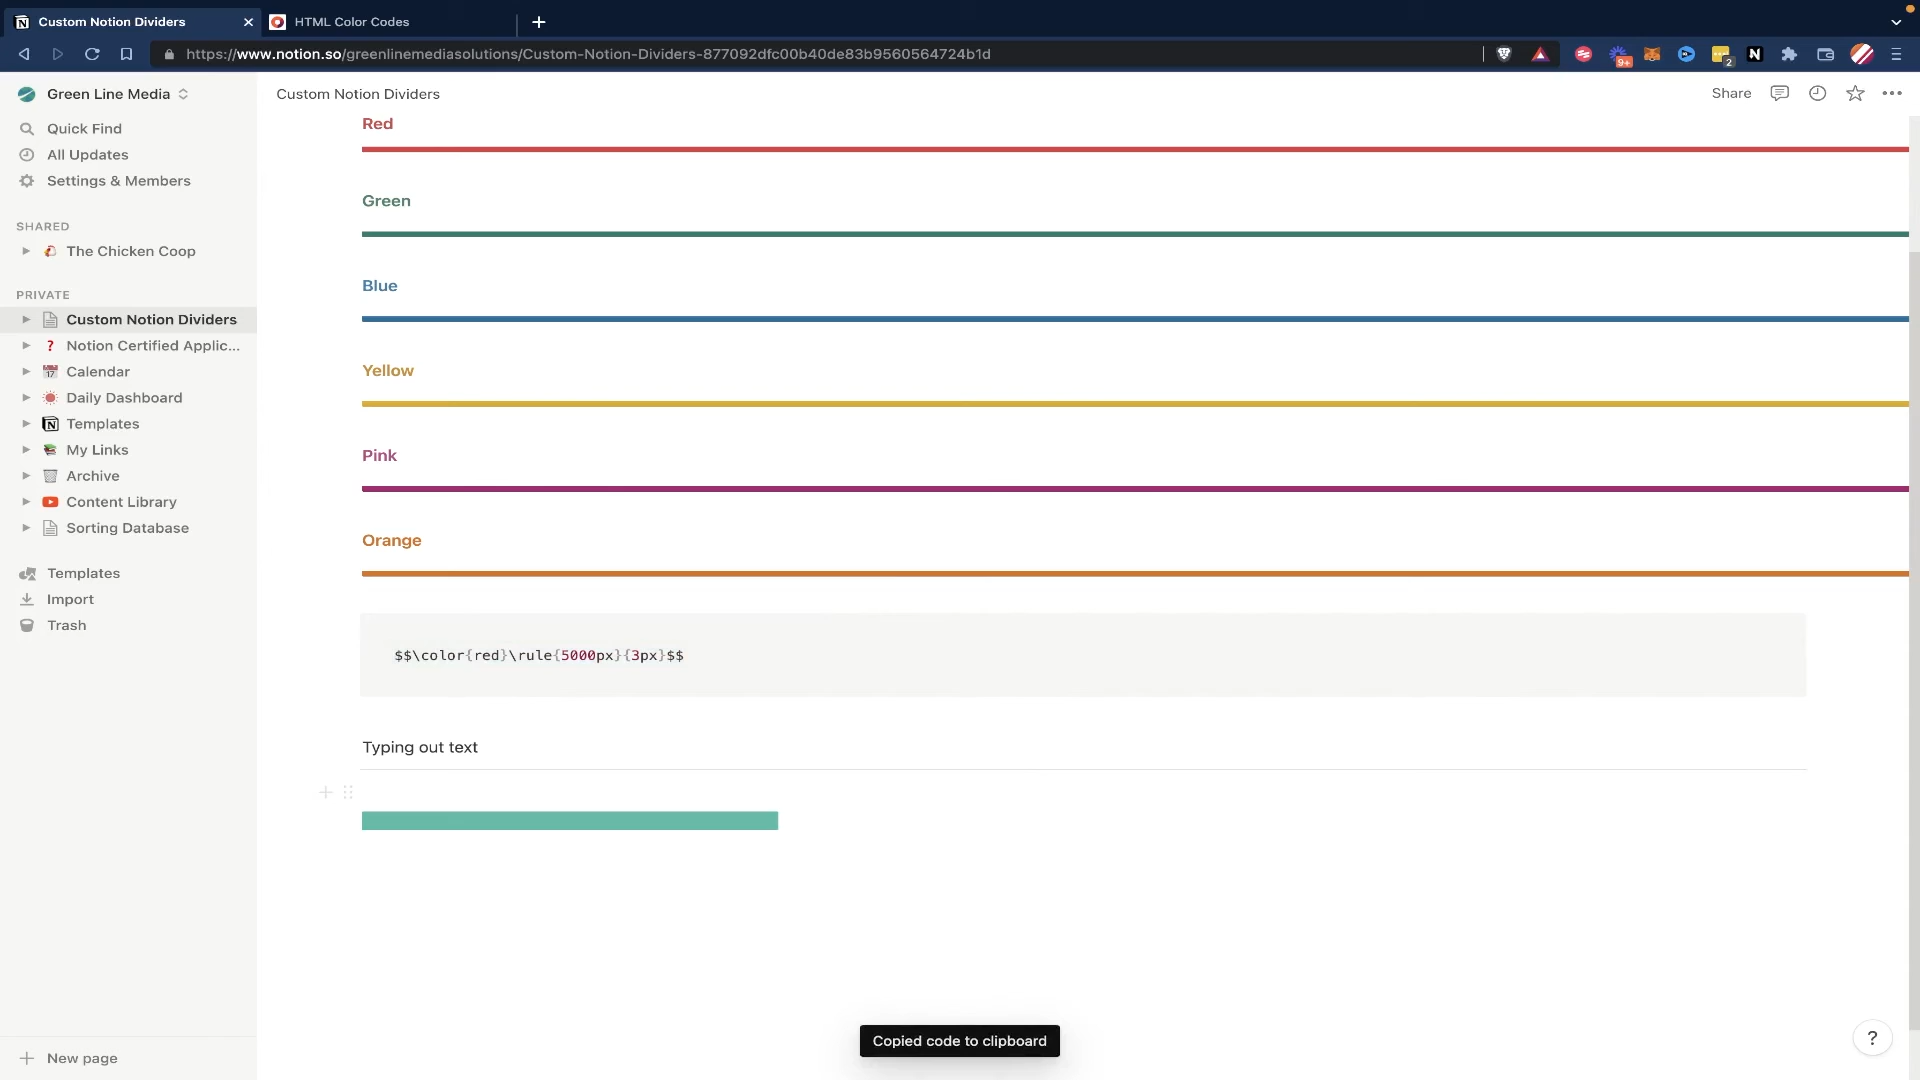 Custom Notion Dividers
HTML Color Codes
https://www.notion.so/greenlinemediasolutions/Custom-Notion-Dividers-877092dfc00b40de83b9560564724b1d
9+
2
Green Line Media
Custom Notion Dividers
Share
Quick Find
All Updates
Settings & Members
SHARED
The Chicken Coop
PRIVATE
Custom Notion Dividers
Notion Certified Applic...
Calendar
Daily Dashboard
Templates
My Links
Archive
Content Library
Sorting Database
Templates
Import
Trash
New page
Red
Green
Blue
Yellow
Pink
Orange
$$\color{red}\rule{5000px}{3px}$$
Typing out text
Copied code to clipboard
?